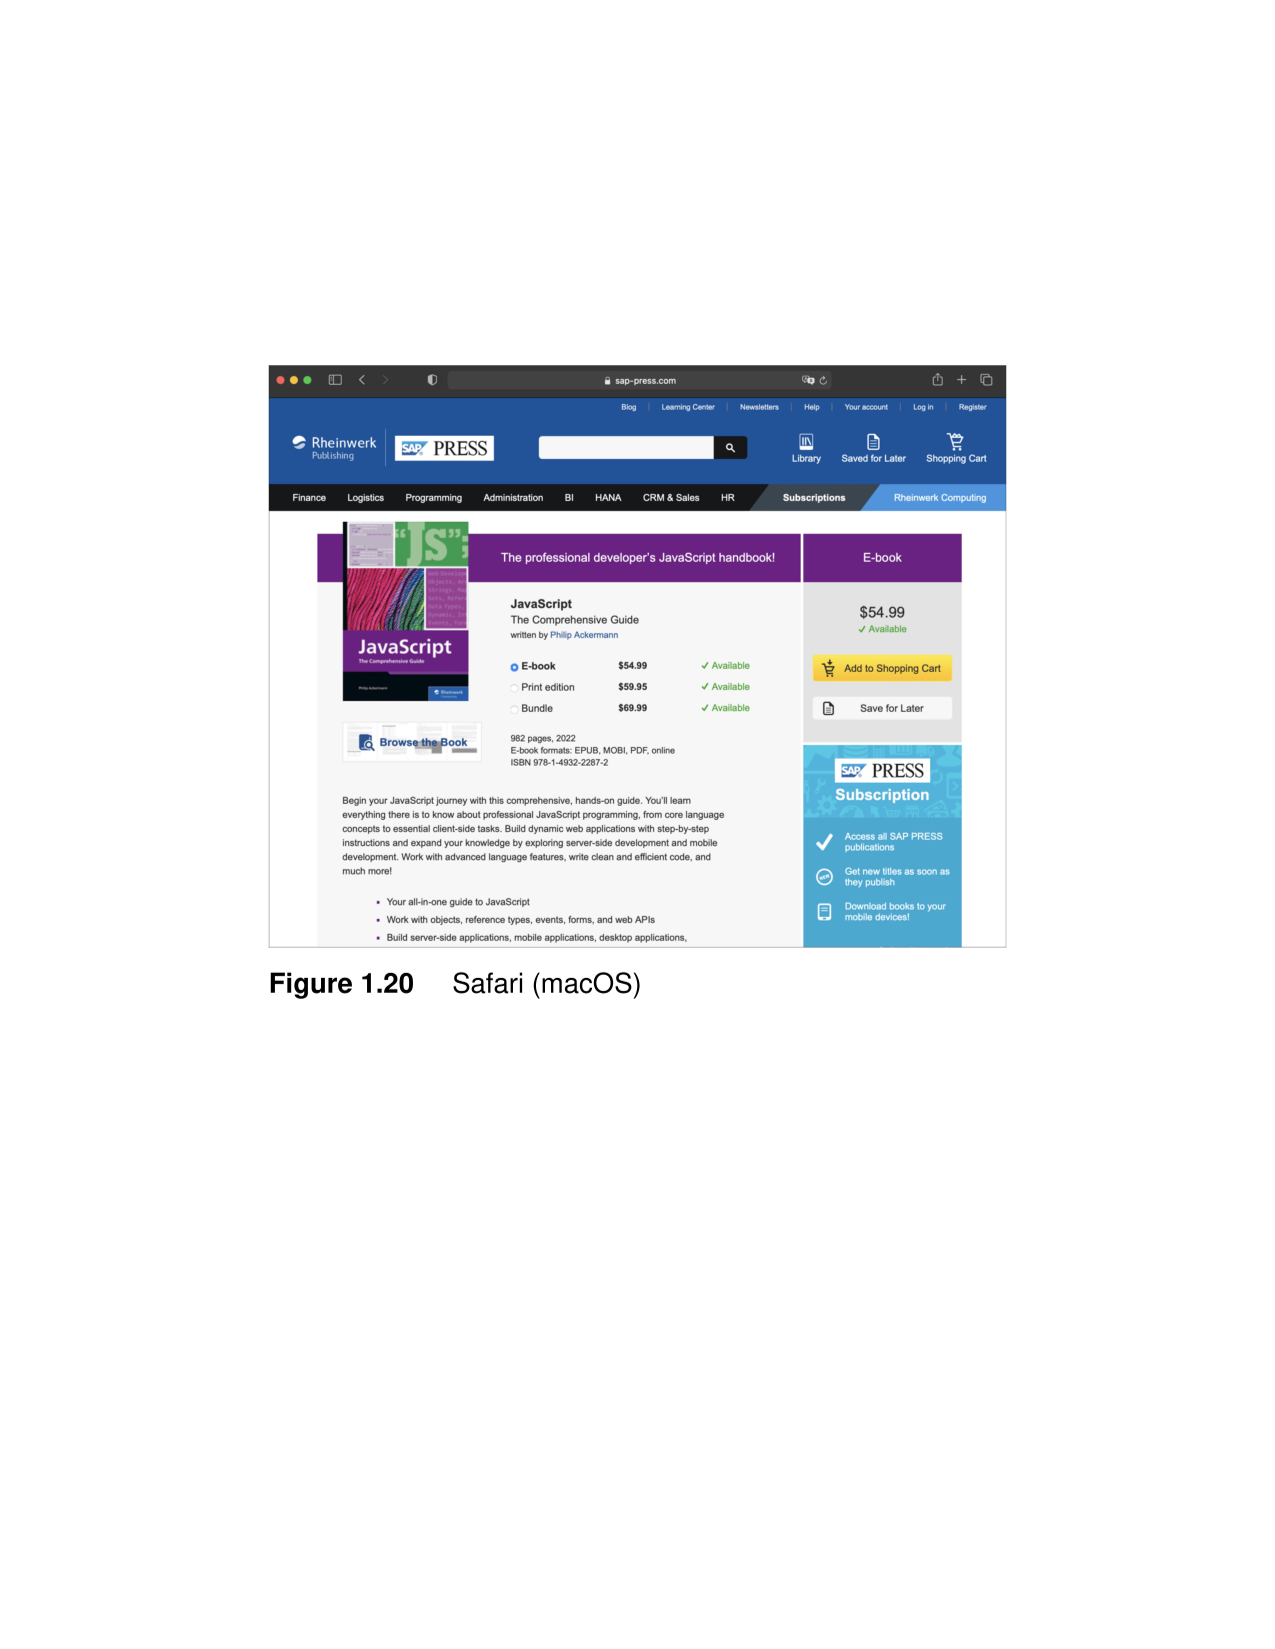 sap-press.com
Blog | Learning Center | Newsletters | Help | Your account | Log in | Register
Rheinwerk
Publishing
SAP PRESS
Library
Saved for Later
Shopping Cart
Finance Logistics Programming Administration BI HANA CRM & Sales HR Subscriptions Rheinwerk Computing
"JS";
JavaScript
The Comprehensive Guide
Philip Ackermann
Rheinwerk
Browse the Book
The professional developer's JavaScript handbook!
JavaScript
The Comprehensive Guide
written by Philip Ackermann
E-book $54.99 ✓ Available
Print edition $59.95 ✓ Available
Bundle $69.99 ✓ Available
982 pages, 2022
E-book formats: EPUB, MOBI, PDF, online
ISBN 978-1-4932-2287-2
Begin your JavaScript journey with this comprehensive, hands-on guide. You'll learn
everything there is to know about professional JavaScript programming, from core language
concepts to essential client-side tasks. Build dynamic web applications with step-by-step
instructions and expand your knowledge by exploring server-side development and mobile
development. Work with advanced language features, write clean and efficient code, and
much more!
▪ Your all-in-one guide to JavaScript
▪ Work with objects, reference types, events, forms, and web APIs
▪ Build server-side applications, mobile applications, desktop applications,
E-book
$54.99
✓ Available
Add to Shopping Cart
Save for Later
SAP PRESS
Subscription
Access all SAP PRESS
publications
NEW
Get new titles as soon as
they publish
Download books to your
mobile devices!
Figure 1.20 Safari (macOS)